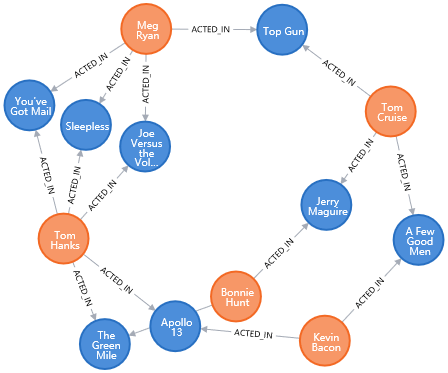 Meg
Ryan
ACTED_IN
Top Gun
ACTED_IN
ACTED_IN
ACTED_IN
ACTED_IN
You've
Got Mail
Sleepless
Joe
Versus
the
Vol...
Tom
Cruise
ACTED_IN
ACTED_IN
ACTED_IN
ACTED_IN
ACTED_IN
Jerry
Maguire
Tom
Hanks
A Few
Good
Men
ACTED_IN
ACTED_IN
ACTED_IN
ACTED_IN
Bonnie
Hunt
Apollo
13
ACTED_IN
Kevin
Bacon
The
Green
Mile